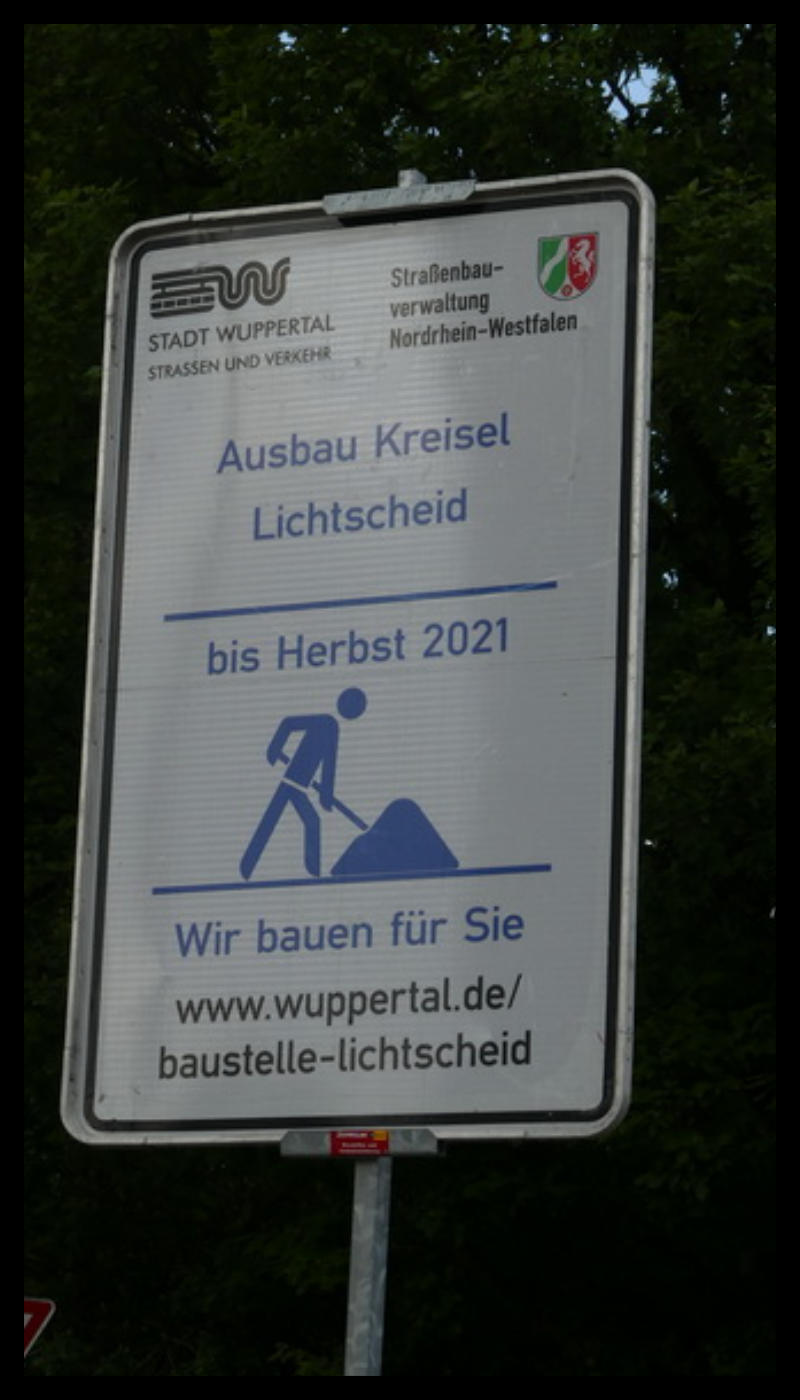 STADT WUPPERTAL
STRASSEN UND VERKEHR
Straßenbau-
verwaltung
Nordrhein-Westfalen
Ausbau Kreisel
Lichtscheid
bis Herbst 2021
Wir bauen für Sie
www.wuppertal.de/
baustelle-lichtscheid